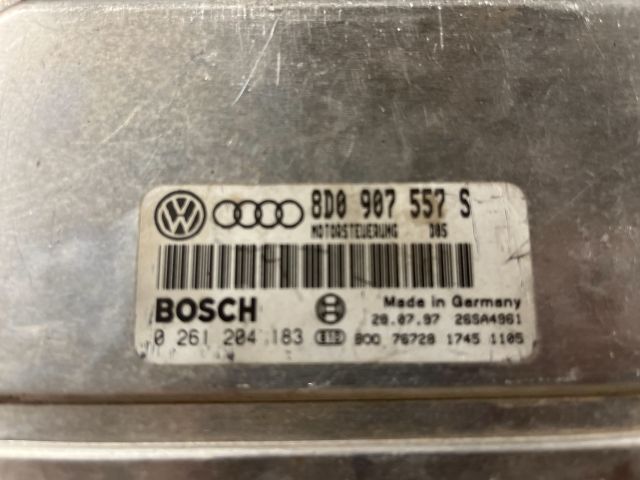 8D0 907 557 S
MOTORSTEUERUNG D05
BOSCH
Made in Germany
28.07.97 26SA4961
0 261 204 183
800 76728 1745 1105